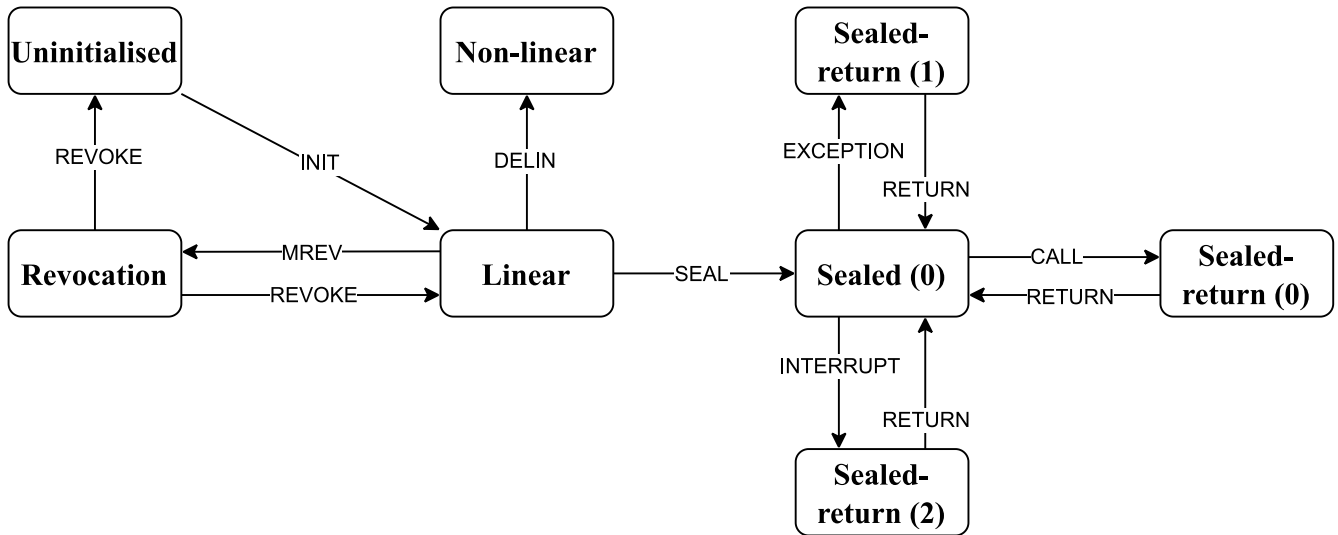 Uninitialised
Non-linear
Sealed-
return (1)
REVOKE
INIT
DELIN
EXCEPTION
RETURN
Revocation
MREV
REVOKE
Linear
SEAL
Sealed (0)
CALL
RETURN
Sealed-
return (0)
INTERRUPT
RETURN
Sealed-
return (2)